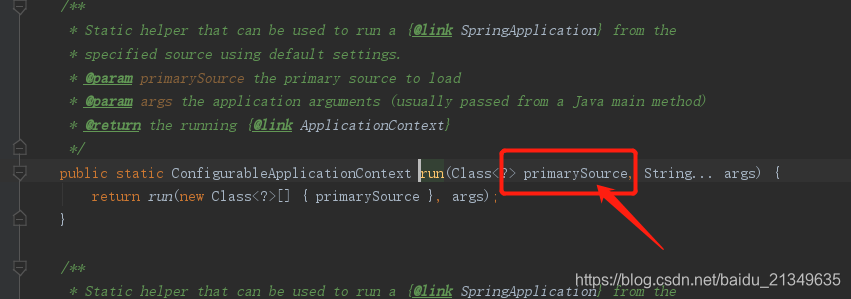 /**
* Static helper that can be used to run a {@link SpringApplication} from the
* specified source using default settings.
* @param primarySource the primary source to load
* @param args the application arguments (usually passed from a Java main method)
* @return the running {@link ApplicationContext}
*/
public static ConfigurableApplicationContext run(Class<?> primarySource, String... args) {
return run(new Class<?>[] { primarySource }, args);
}
/**
* Static helper that can be used to run a {@link SpringApplication} from the
https://blog.csdn.net/baidu_21349635